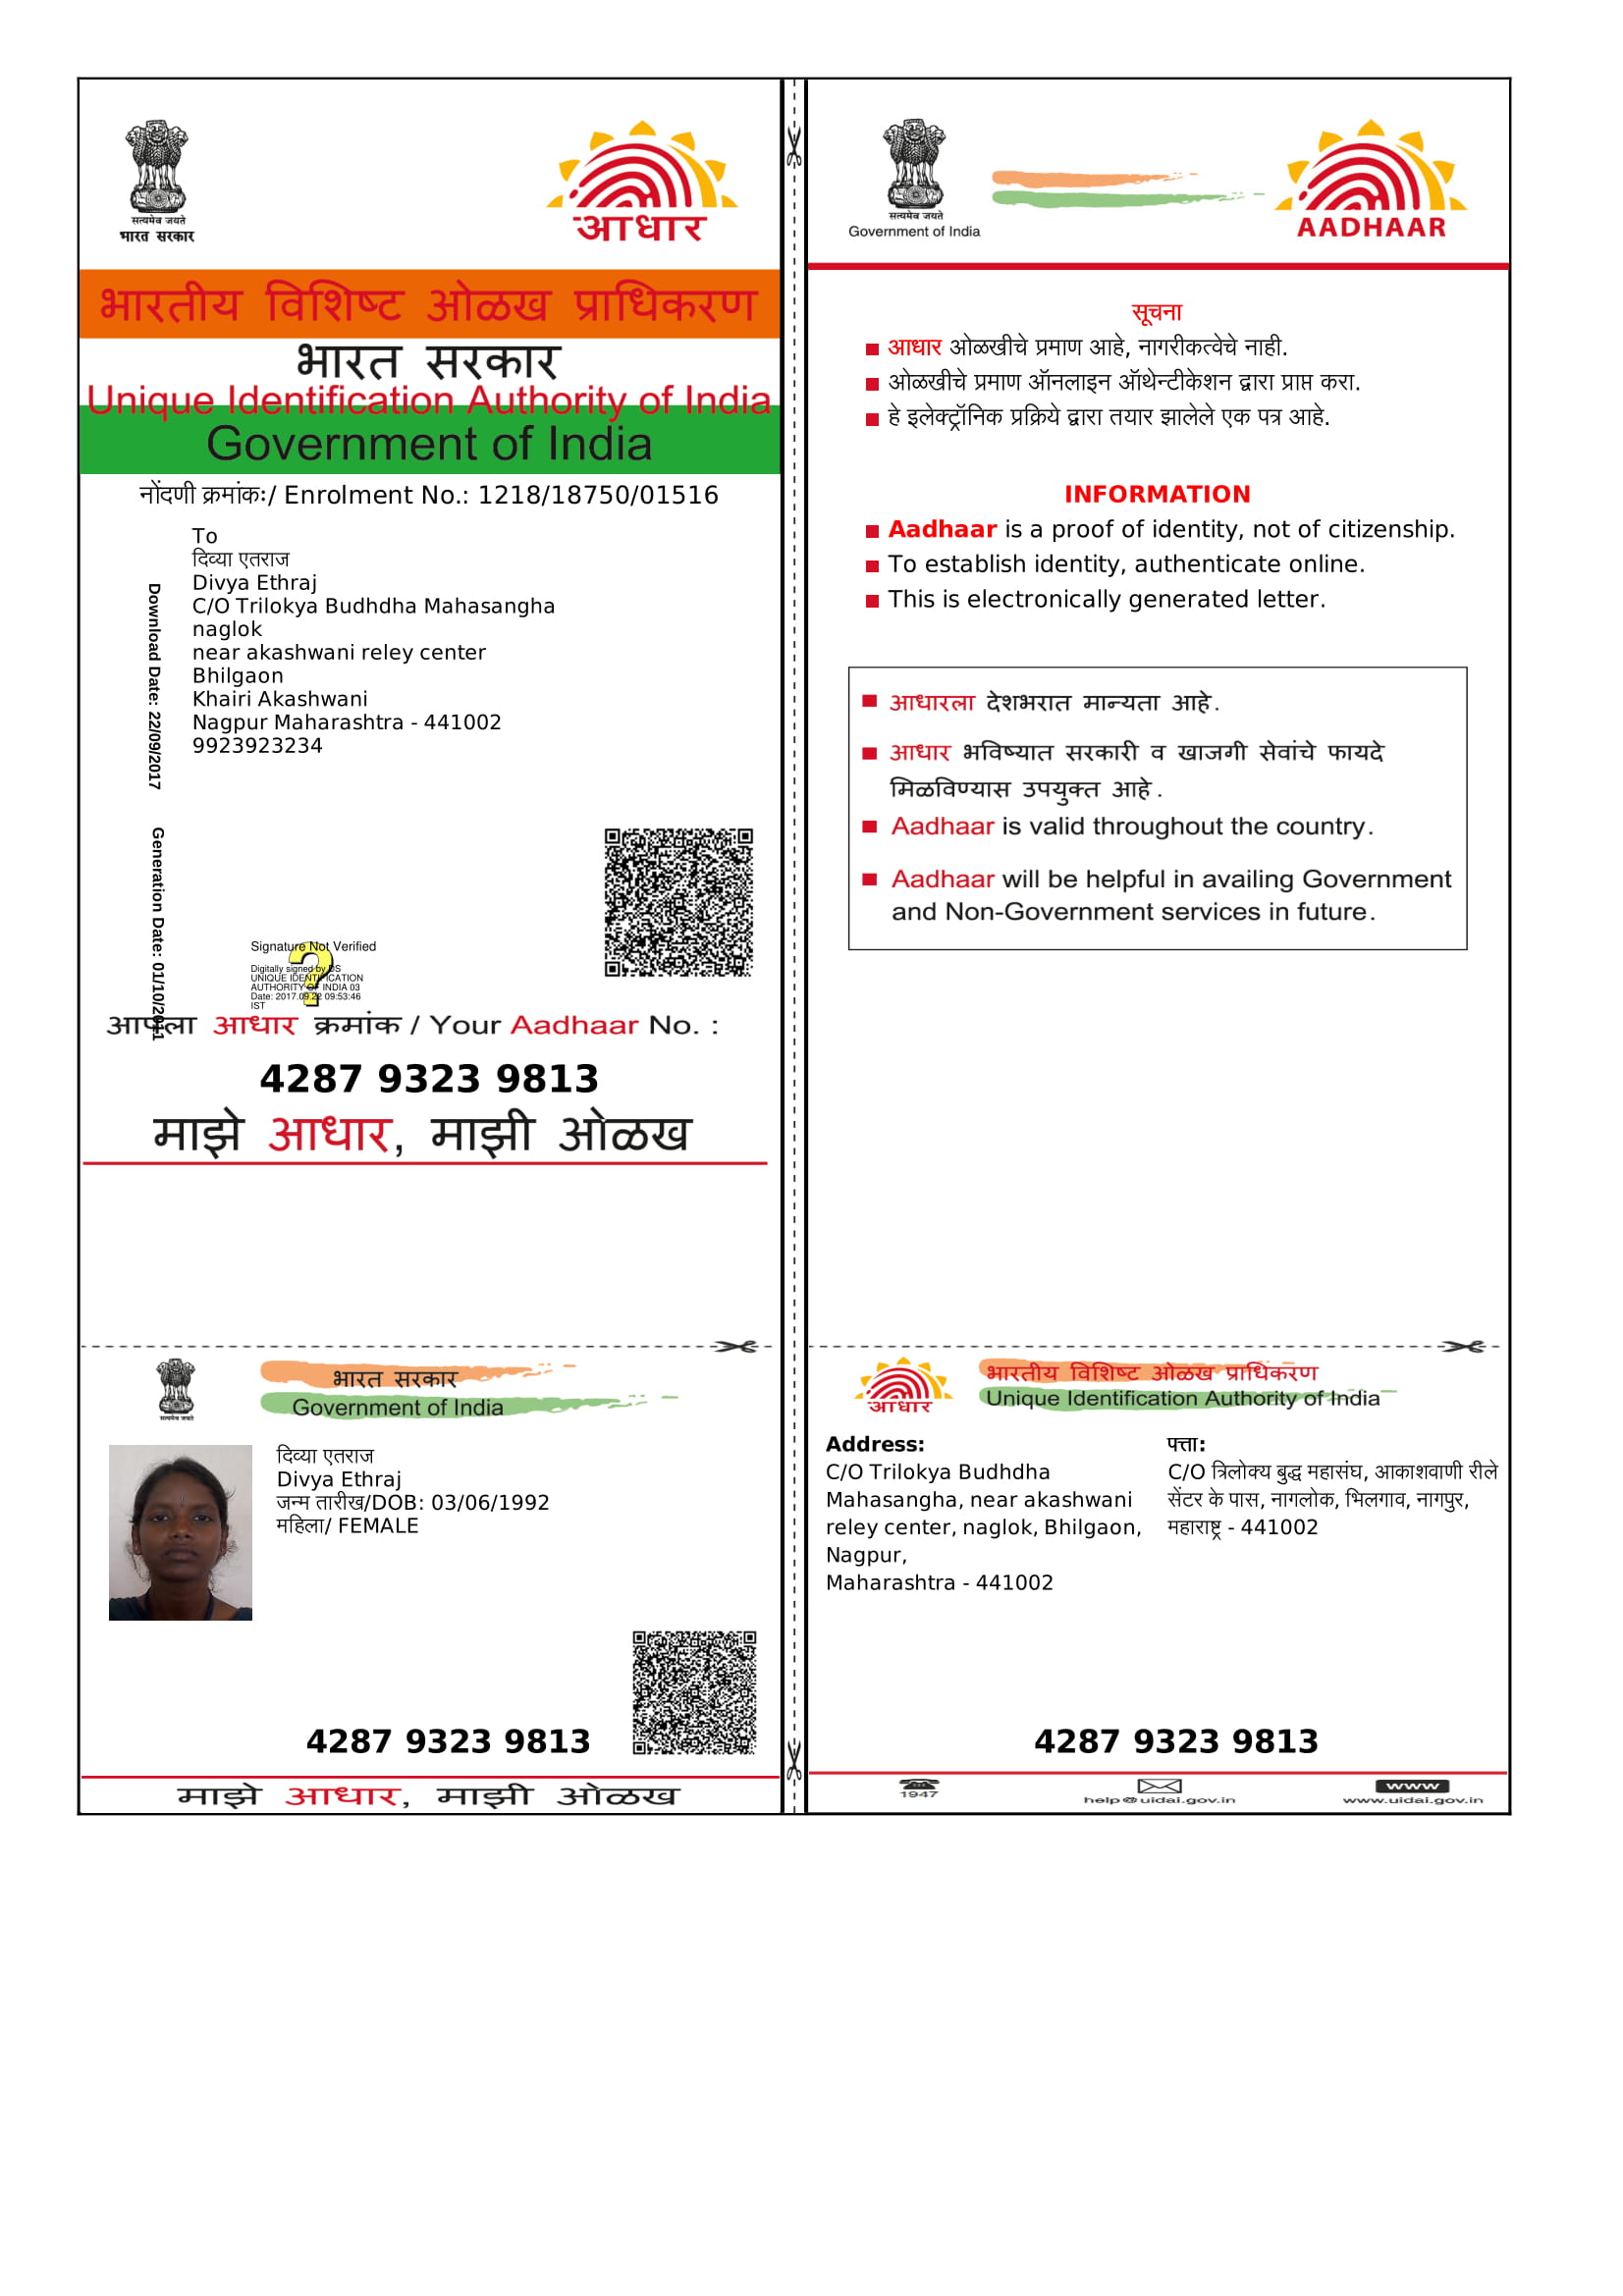 सत्यमेव जयते
भारत सरकार
आधार
भारतीय विशिष्ट ओळख प्राधिकरण
भारत सरकार
Unique Identification Authority of India
Government of India
नोंदणी क्रमांकः/ Enrolment No.: 1218/18750/01516
To
दिव्या एतराज
Divya Ethraj
C/O Trilokya Budhdha Mahasangha
naglok
near akashwani reley center
Bhilgaon
Khairi Akashwani
Nagpur Maharashtra - 441002
9923923234
Download Date: 22/09/2017
Generation Date: 01/10/2011
Signature Not Verified
Digitally signed by DS
UNIQUE IDENTIFICATION
AUTHORITY OF INDIA 03
Date: 2017.09.22 09:53:46
IST
आपला आधार क्रमांक / Your Aadhaar No. :
4287 9323 9813
माझे आधार, माझी ओळख
सत्यमेव जयते
Government of India
AADHAAR
सूचना
आधार ओळखीचे प्रमाण आहे, नागरीकत्वेचे नाही.
ओळखीचे प्रमाण ऑनलाइन ऑथेन्टीकेशन द्वारा प्राप्त करा.
हे इलेक्ट्रॉनिक प्रक्रिये द्वारा तयार झालेले एक पत्र आहे.
INFORMATION
Aadhaar is a proof of identity, not of citizenship.
To establish identity, authenticate online.
This is electronically generated letter.
आधारला देशभरात मान्यता आहे.
आधार भविष्यात सरकारी व खाजगी सेवांचे फायदे
मिळविण्यास उपयुक्त आहे.
Aadhaar is valid throughout the country.
Aadhaar will be helpful in availing Government
and Non-Government services in future.
सत्यमेव जयते
भारत सरकार
Government of India
दिव्या एतराज
Divya Ethraj
जन्म तारीख/DOB: 03/06/1992
महिला/ FEMALE
4287 9323 9813
माझे आधार, माझी ओळख
आधार
भारतीय विशिष्ट ओळख प्राधिकरण
Unique Identification Authority of India
Address:
C/O Trilokya Budhdha
Mahasangha, near akashwani
reley center, naglok, Bhilgaon,
Nagpur,
Maharashtra - 441002
पत्ता:
C/O त्रिलोक्य बुद्ध महासंघ, आकाशवाणी रीले
सेंटर के पास, नागलोक, भिलगाव, नागपुर,
महाराष्ट्र - 441002
4287 9323 9813
1947
help@uidai.gov.in
www
www.uidai.gov.in